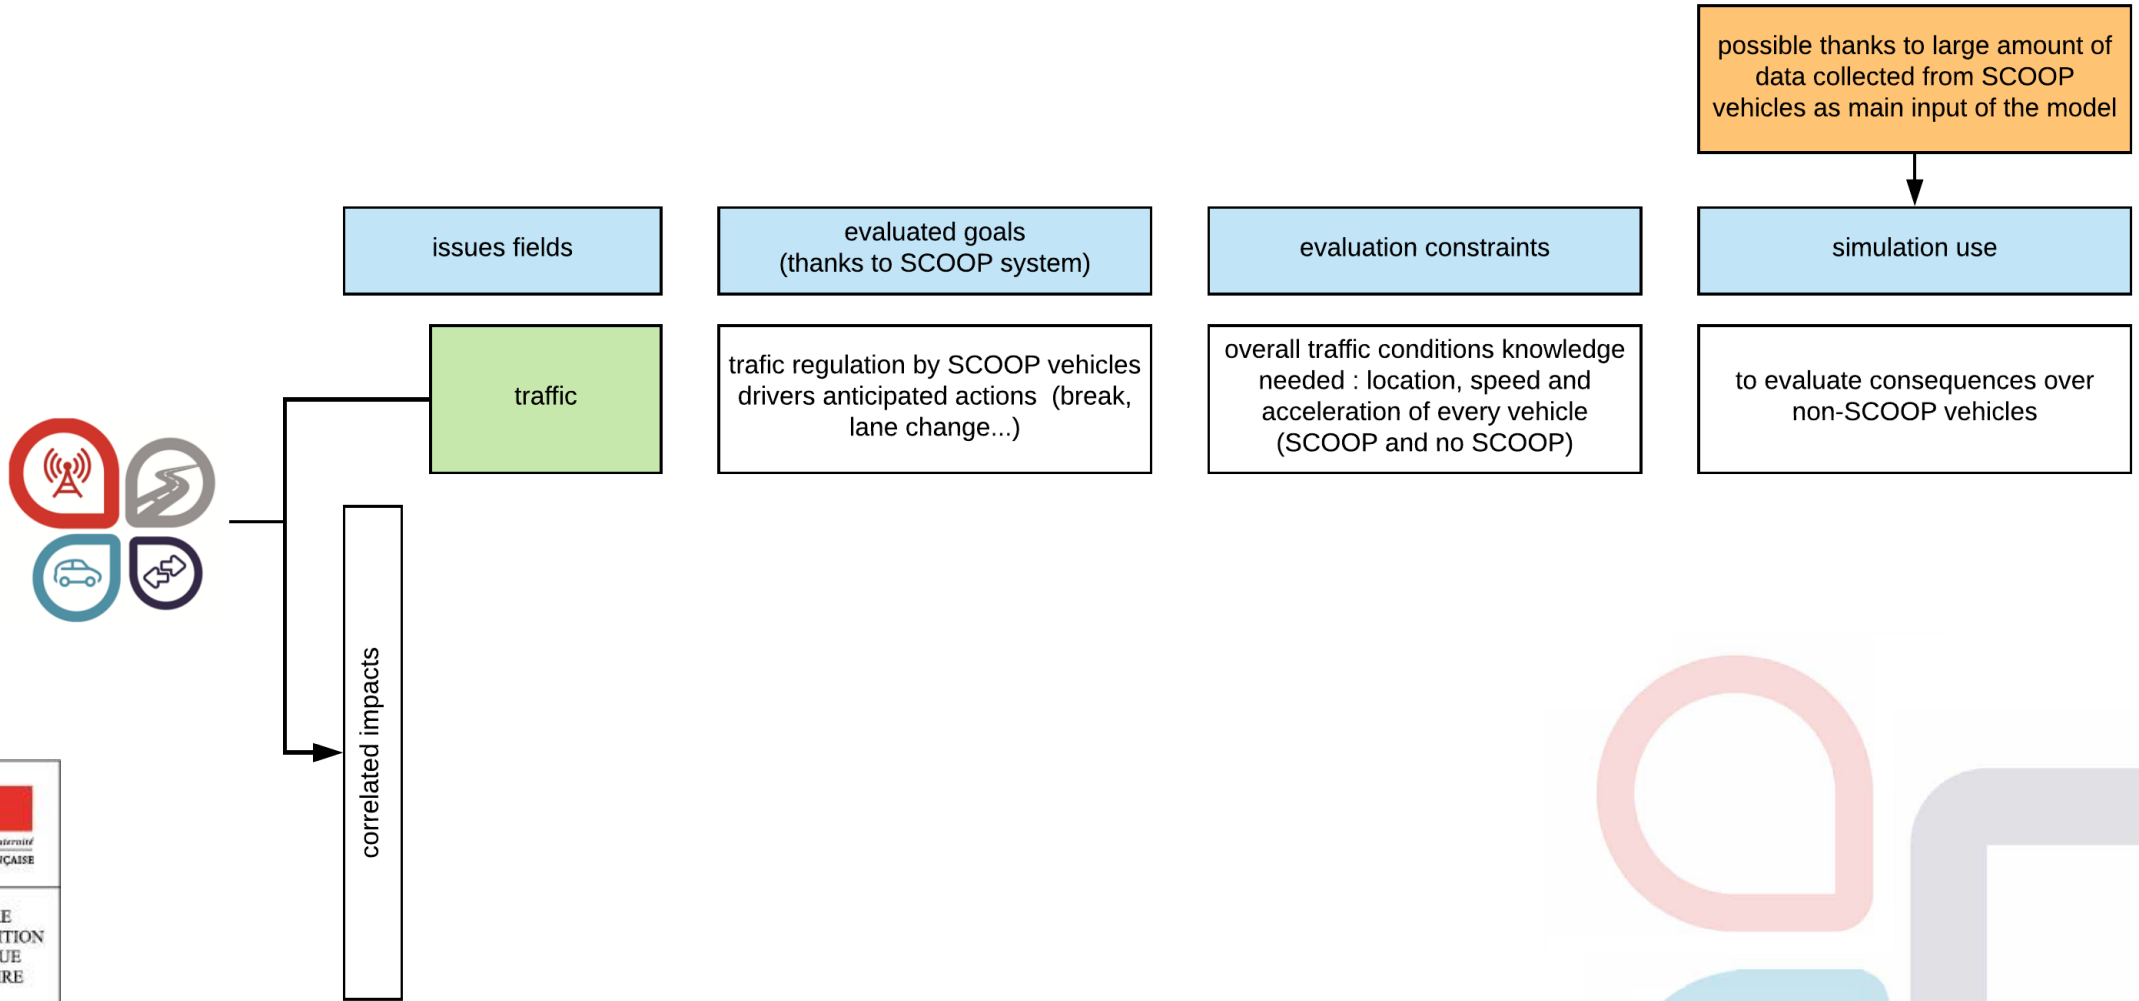 possible thanks to large amount of
data collected from SCOOP
vehicles as main input of the model
issues fields
evaluated goals
(thanks to SCOOP system)
evaluation constraints
simulation use
traffic
trafic regulation by SCOOP vehicles
drivers anticipated actions (break,
lane change...)
overall traffic conditions knowledge
needed : location, speed and
acceleration of every vehicle
(SCOOP and no SCOOP)
to evaluate consequences over
non-SCOOP vehicles
correlated impacts